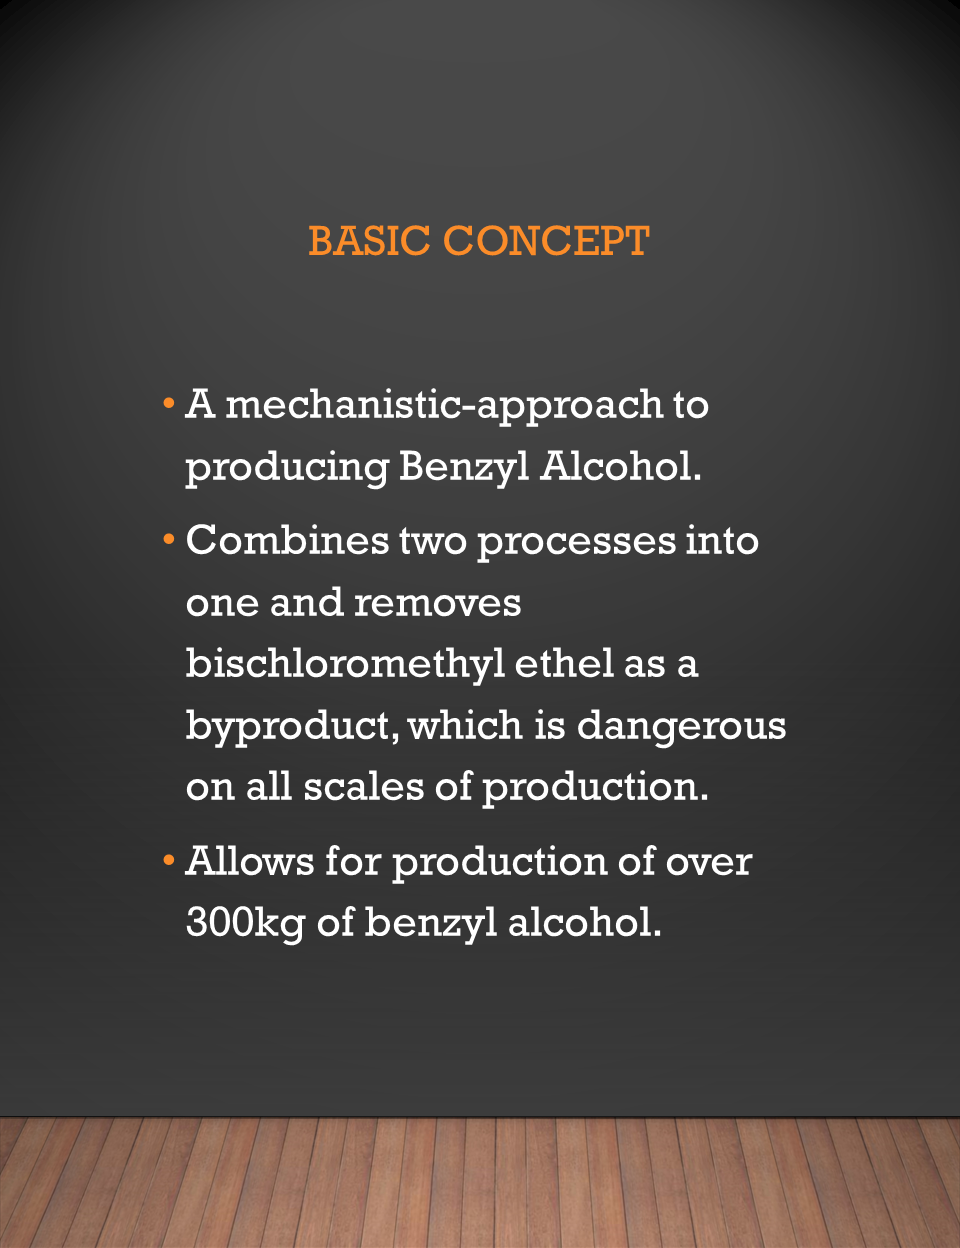 BASIC CONCEPT
• A mechanistic-approach to
producing Benzyl Alcohol.
• Combines two processes into
one and removes
bischloromethyl ethel as a
byproduct, which is dangerous
on all scales of production.
• Allows for production of over
300kg of benzyl alcohol.